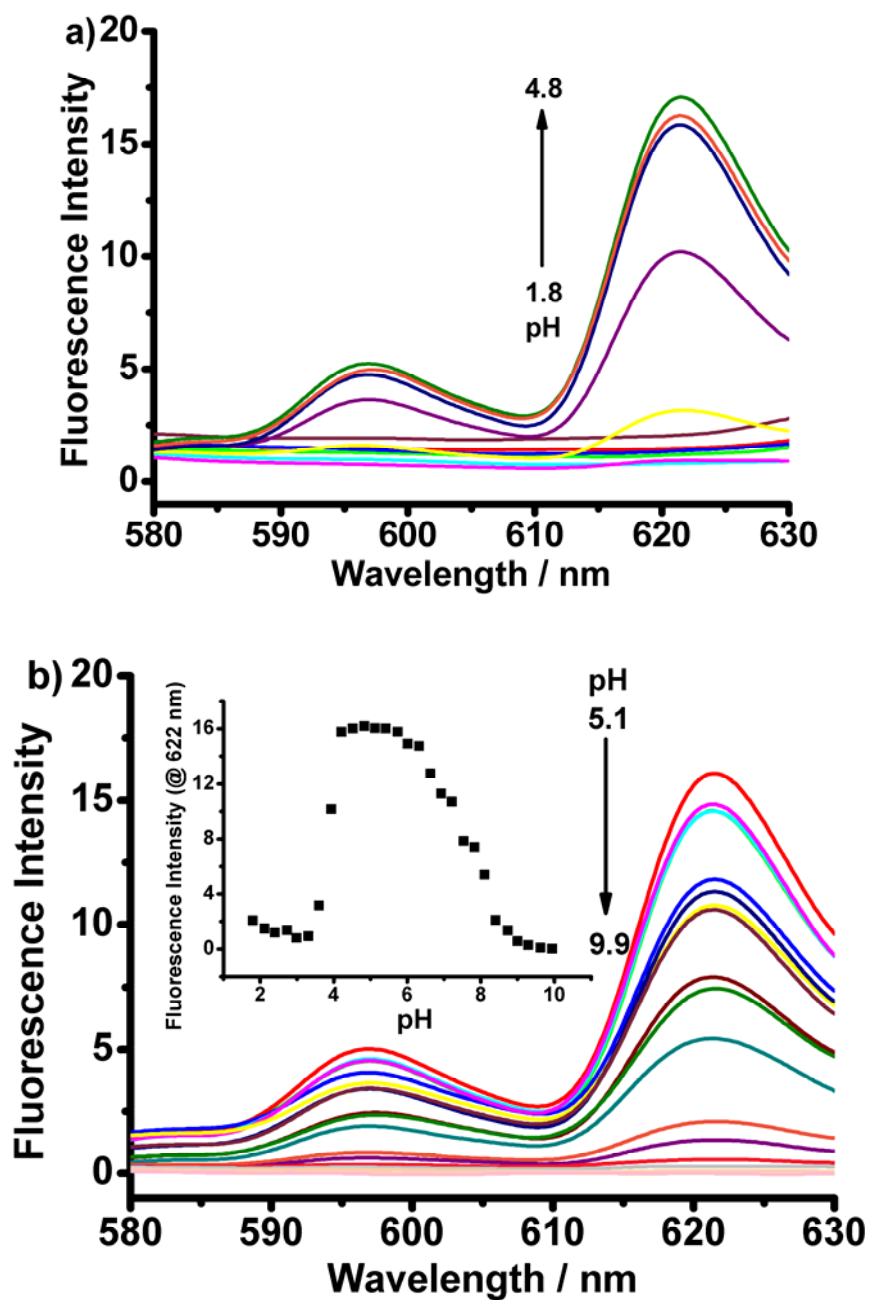 a)
Fluorescence Intensity
20
15
10
5
0
4.8
1.8
pH
580 590 600 610 620 630
Wavelength / nm
b)
Fluorescence Intensity
20
15
10
5
0
Fluorescence Intensity (@ 622 nm)
16
12
8
4
0
2 4 6 8 10
pH
pH
5.1
9.9
580 590 600 610 620 630
Wavelength / nm